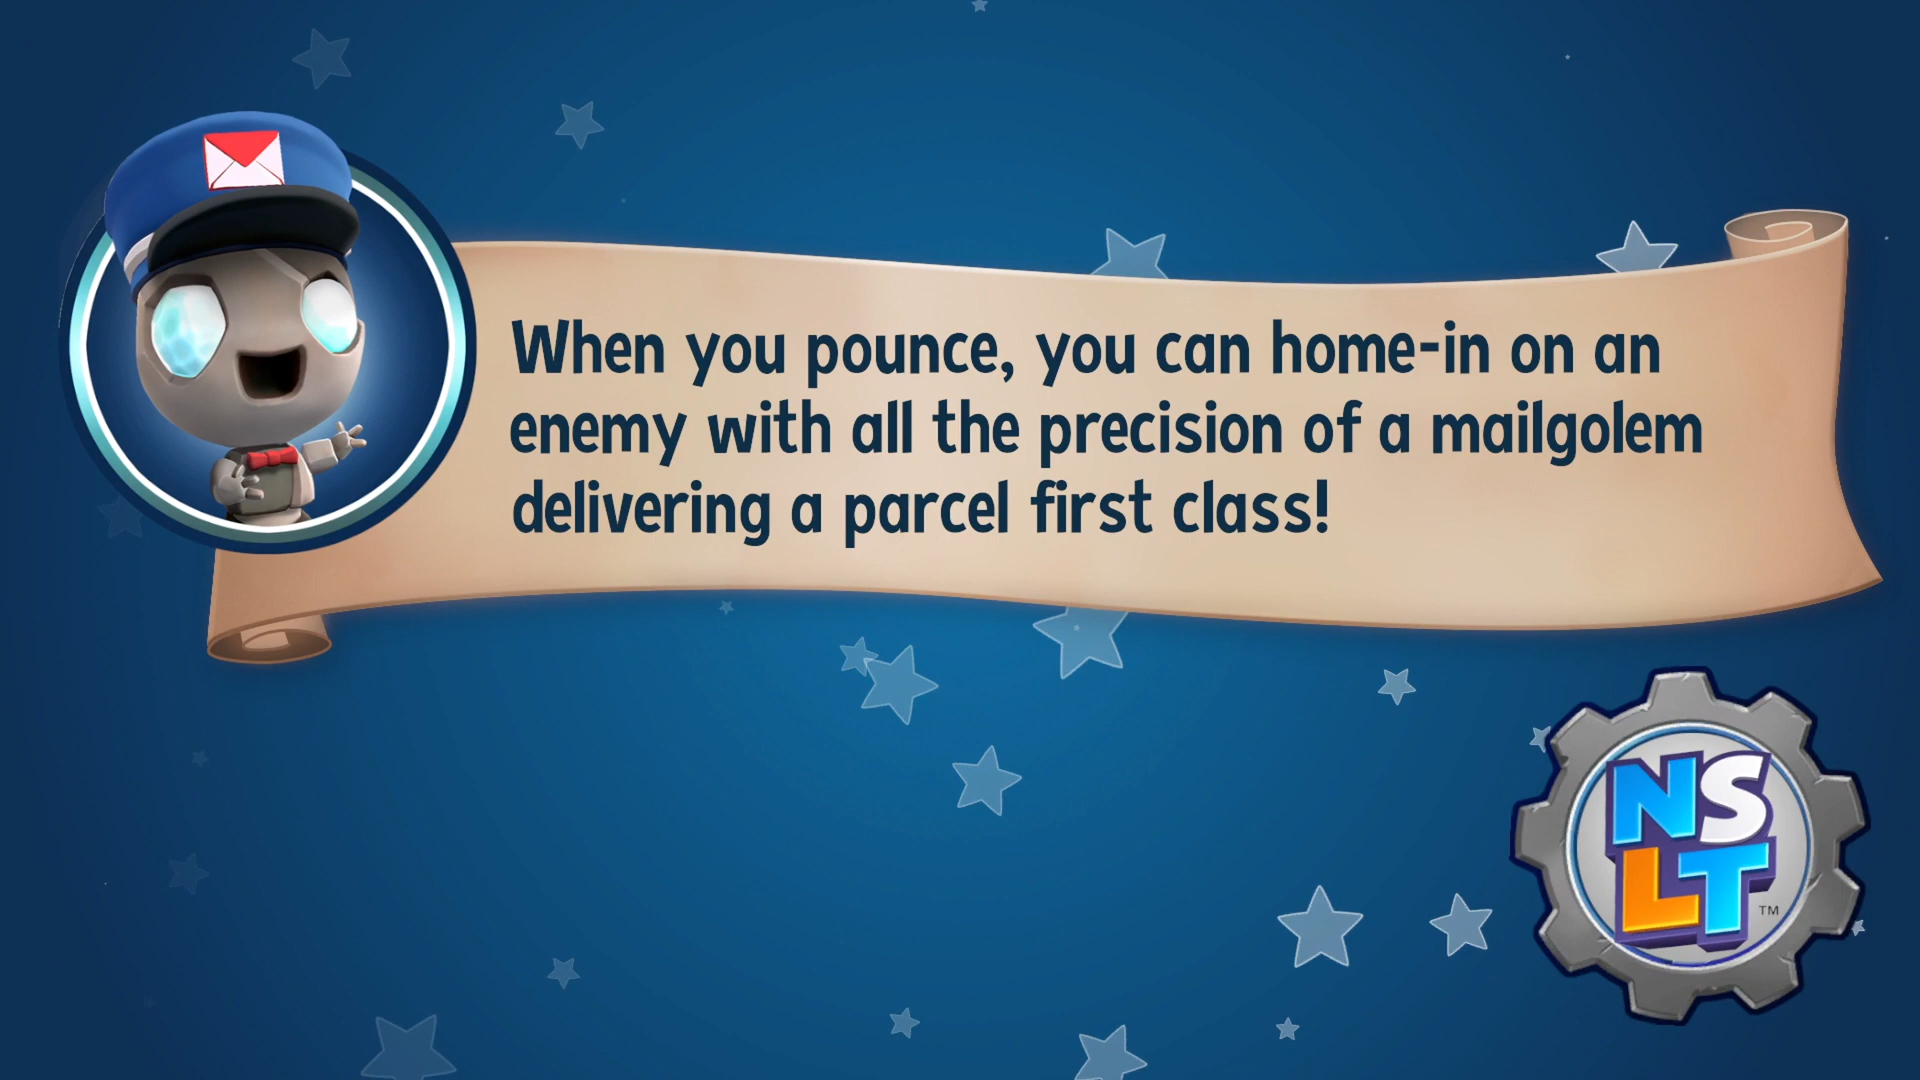 When you pounce, you can home-in on an
enemy with all the precision of a mailgolem
delivering a parcel first class!
NS
LT
TM